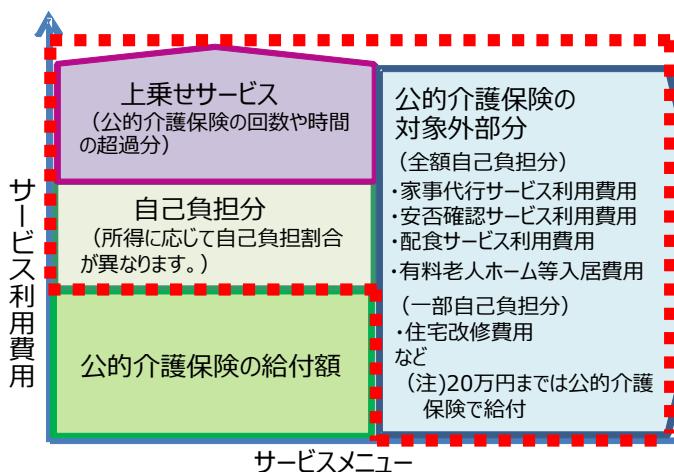 上乗せサービス
(公的介護保険の回数や時間
の超過分)
自己負担分
(所得に応じて自己負担割合
が異なります。)
公的介護保険の給付額
公的介護保険の
対象外部分
(全額自己負担分)
・家事代行サービス利用費用
・安否確認サービス利用費用
・配食サービス利用費用
・有料老人ホーム等入居費用
(一部自己負担分)
・住宅改修費用
など
(注)20万円までは公的介護
保険で給付
サービス利用費用
サービスメニュー